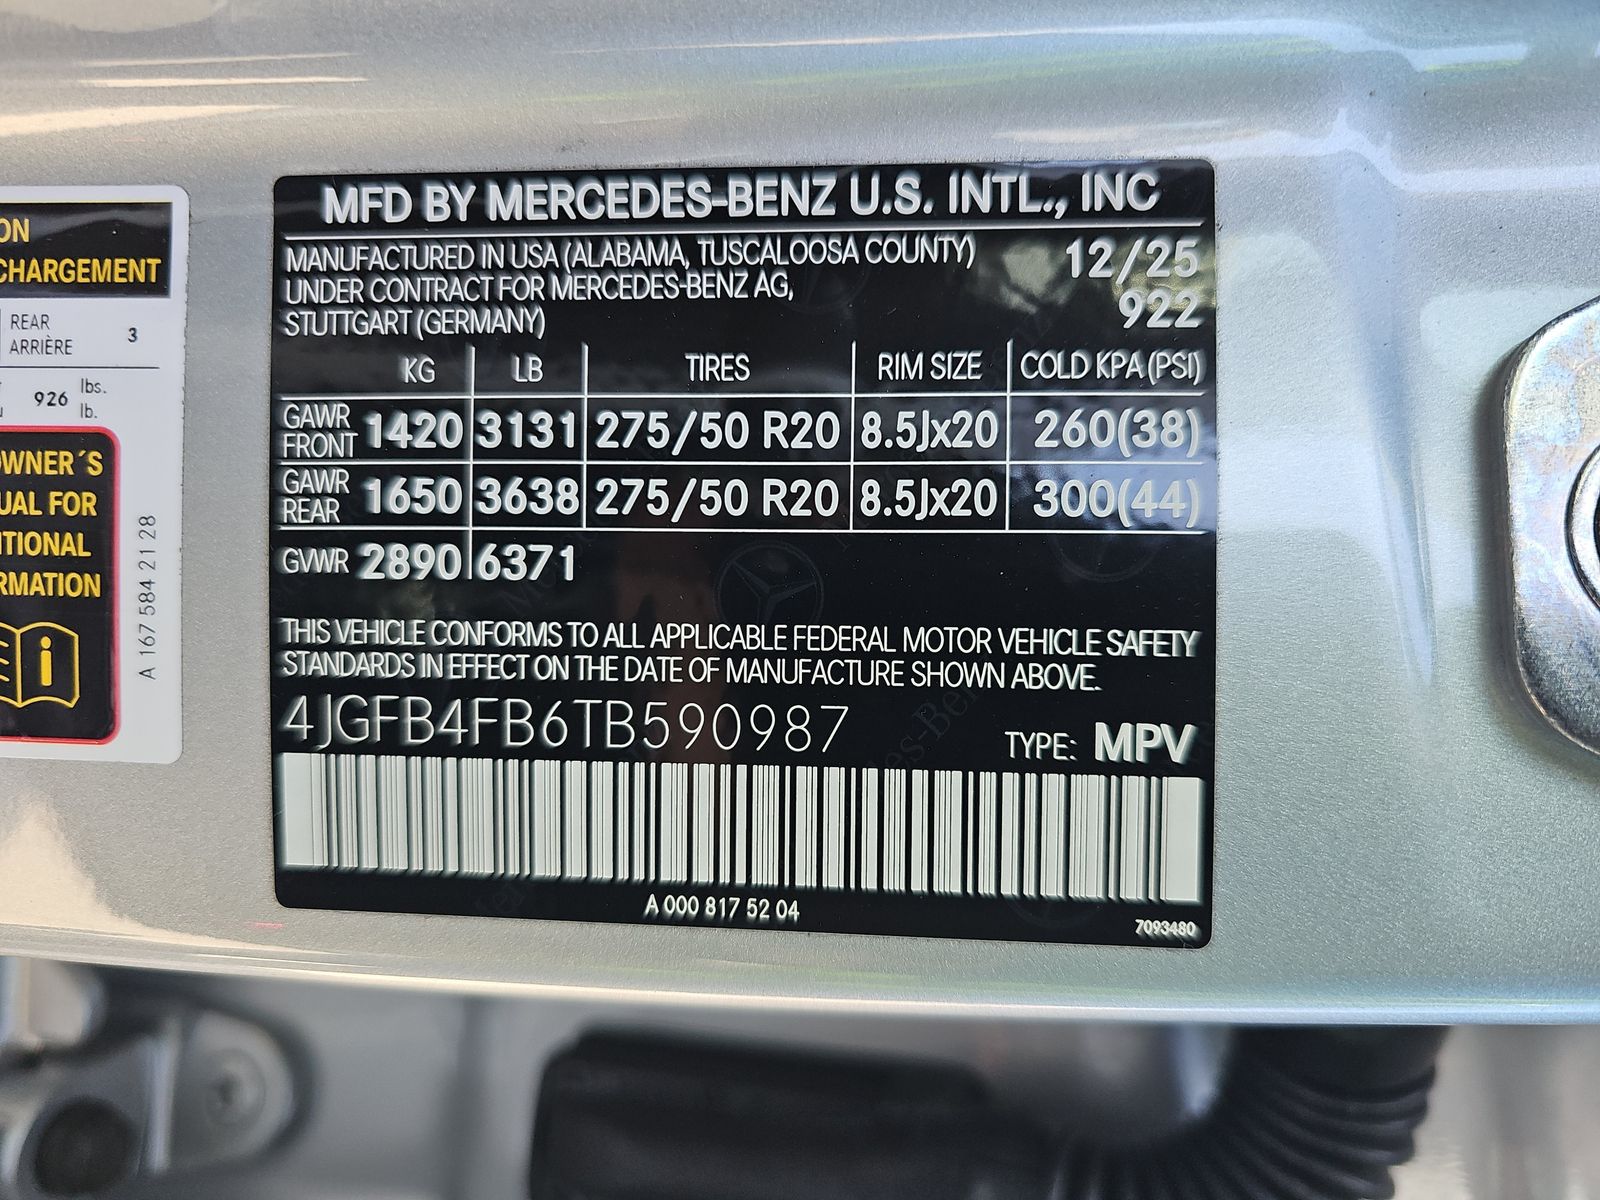 ON
CHARGEMENT
REAR
ARRIÈRE
3
926
lbs.
lb.
OWNER´S
UAL FOR
ITIONAL
RMATION
A 167 584 21 28
MFD BY MERCEDES-BENZ U.S. INTL., INC
MANUFACTURED IN USA (ALABAMA, TUSCALOOSA COUNTY) 12/25
UNDER CONTRACT FOR MERCEDES-BENZ AG, 922
STUTTGART (GERMANY)
KG LB TIRES RIM SIZE COLD KPA (PSI)
GAWR FRONT 1420 3131 275/50 R20 8.5Jx20 260(38)
GAWR REAR 1650 3638 275/50 R20 8.5Jx20 300(44)
GVWR 2890 6371
THIS VEHICLE CONFORMS TO ALL APPLICABLE FEDERAL MOTOR VEHICLE SAFETY
STANDARDS IN EFFECT ON THE DATE OF MANUFACTURE SHOWN ABOVE.
4JGFB4FB6TB590987 TYPE: MPV
A 000 817 52 04
7093480